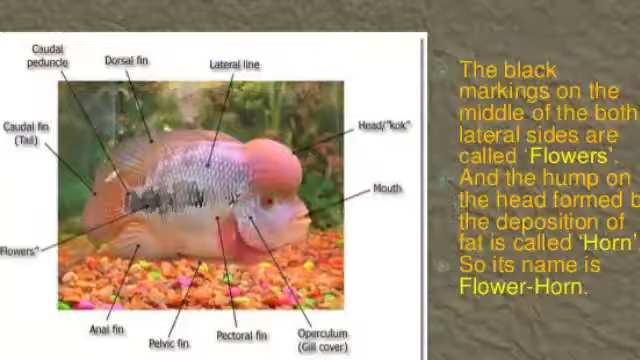 Caudal
peduncle
Dorsal fin
Lateral line
Caudal fin
(Tail)
Head/"kok"
Mouth
Flowers"
Anal fin
Pelvic fin
Pectoral fin
Operculum
(Gill cover)
The black
markings on the
middle of the both
lateral sides are
called ‘Flowers’.
And the hump on
the head formed b
the deposition of
fat is called ‘Horn’
So its name is
Flower-Horn.